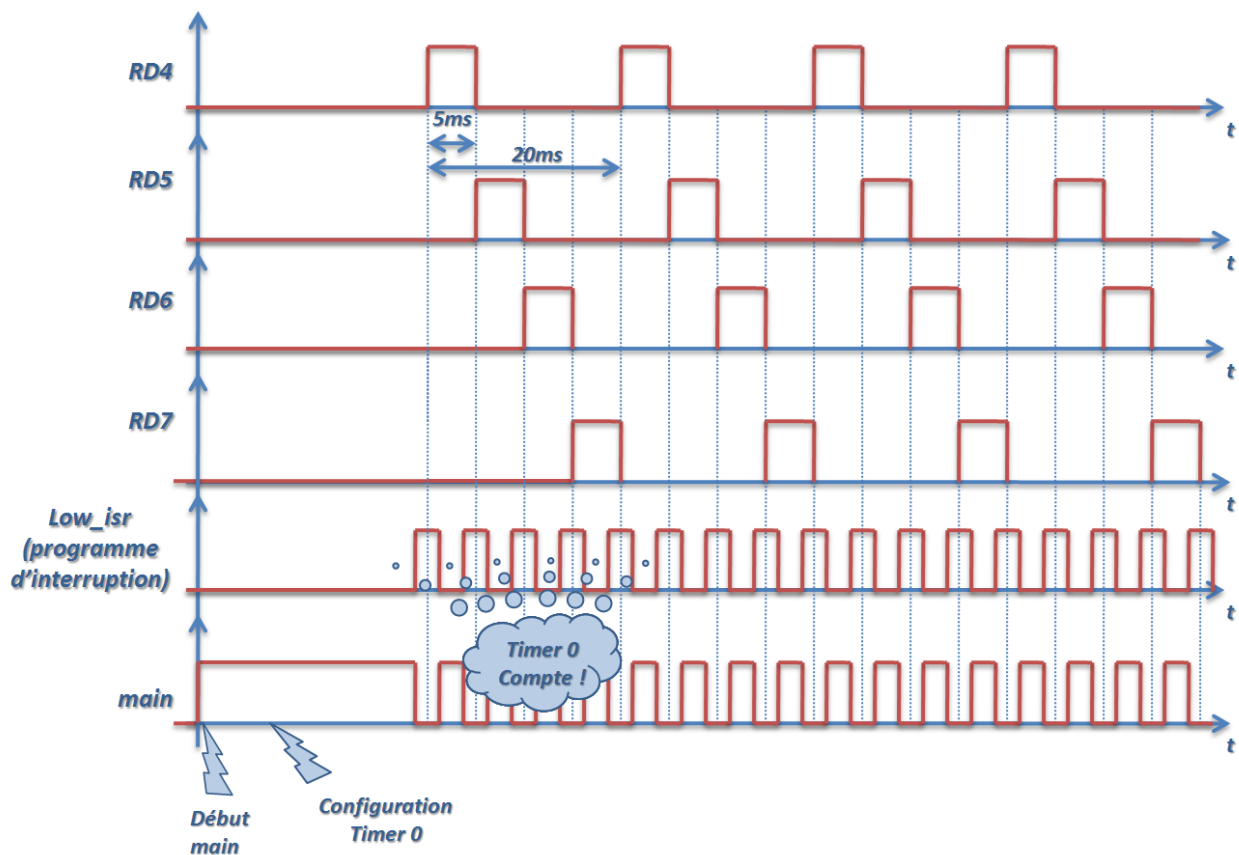 RD4
t
5ms
20ms
RD5
t
RD6
t
RD7
t
Low_isr
(programme
d'interruption)
t
Timer 0
Compte !
main
t
Début
main
Configuration
Timer 0